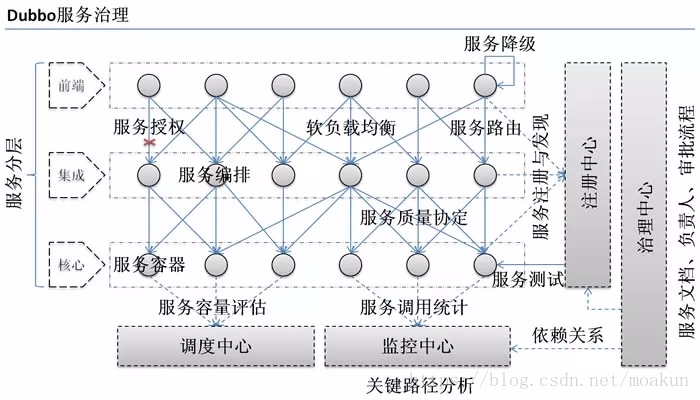 Dubbo服务治理
服务降级
前端
服务授权
软负载均衡
服务路由
服务分层
集成
服务编排
服务注册与发现
注册中心
治理中心
服务文档、负责人、审批流程
服务质量协定
核心
服务容器
服务测试
服务容量评估
服务调用统计
调度中心
监控中心
依赖关系
关键路径分析
https://blog.csdn.net/moakun